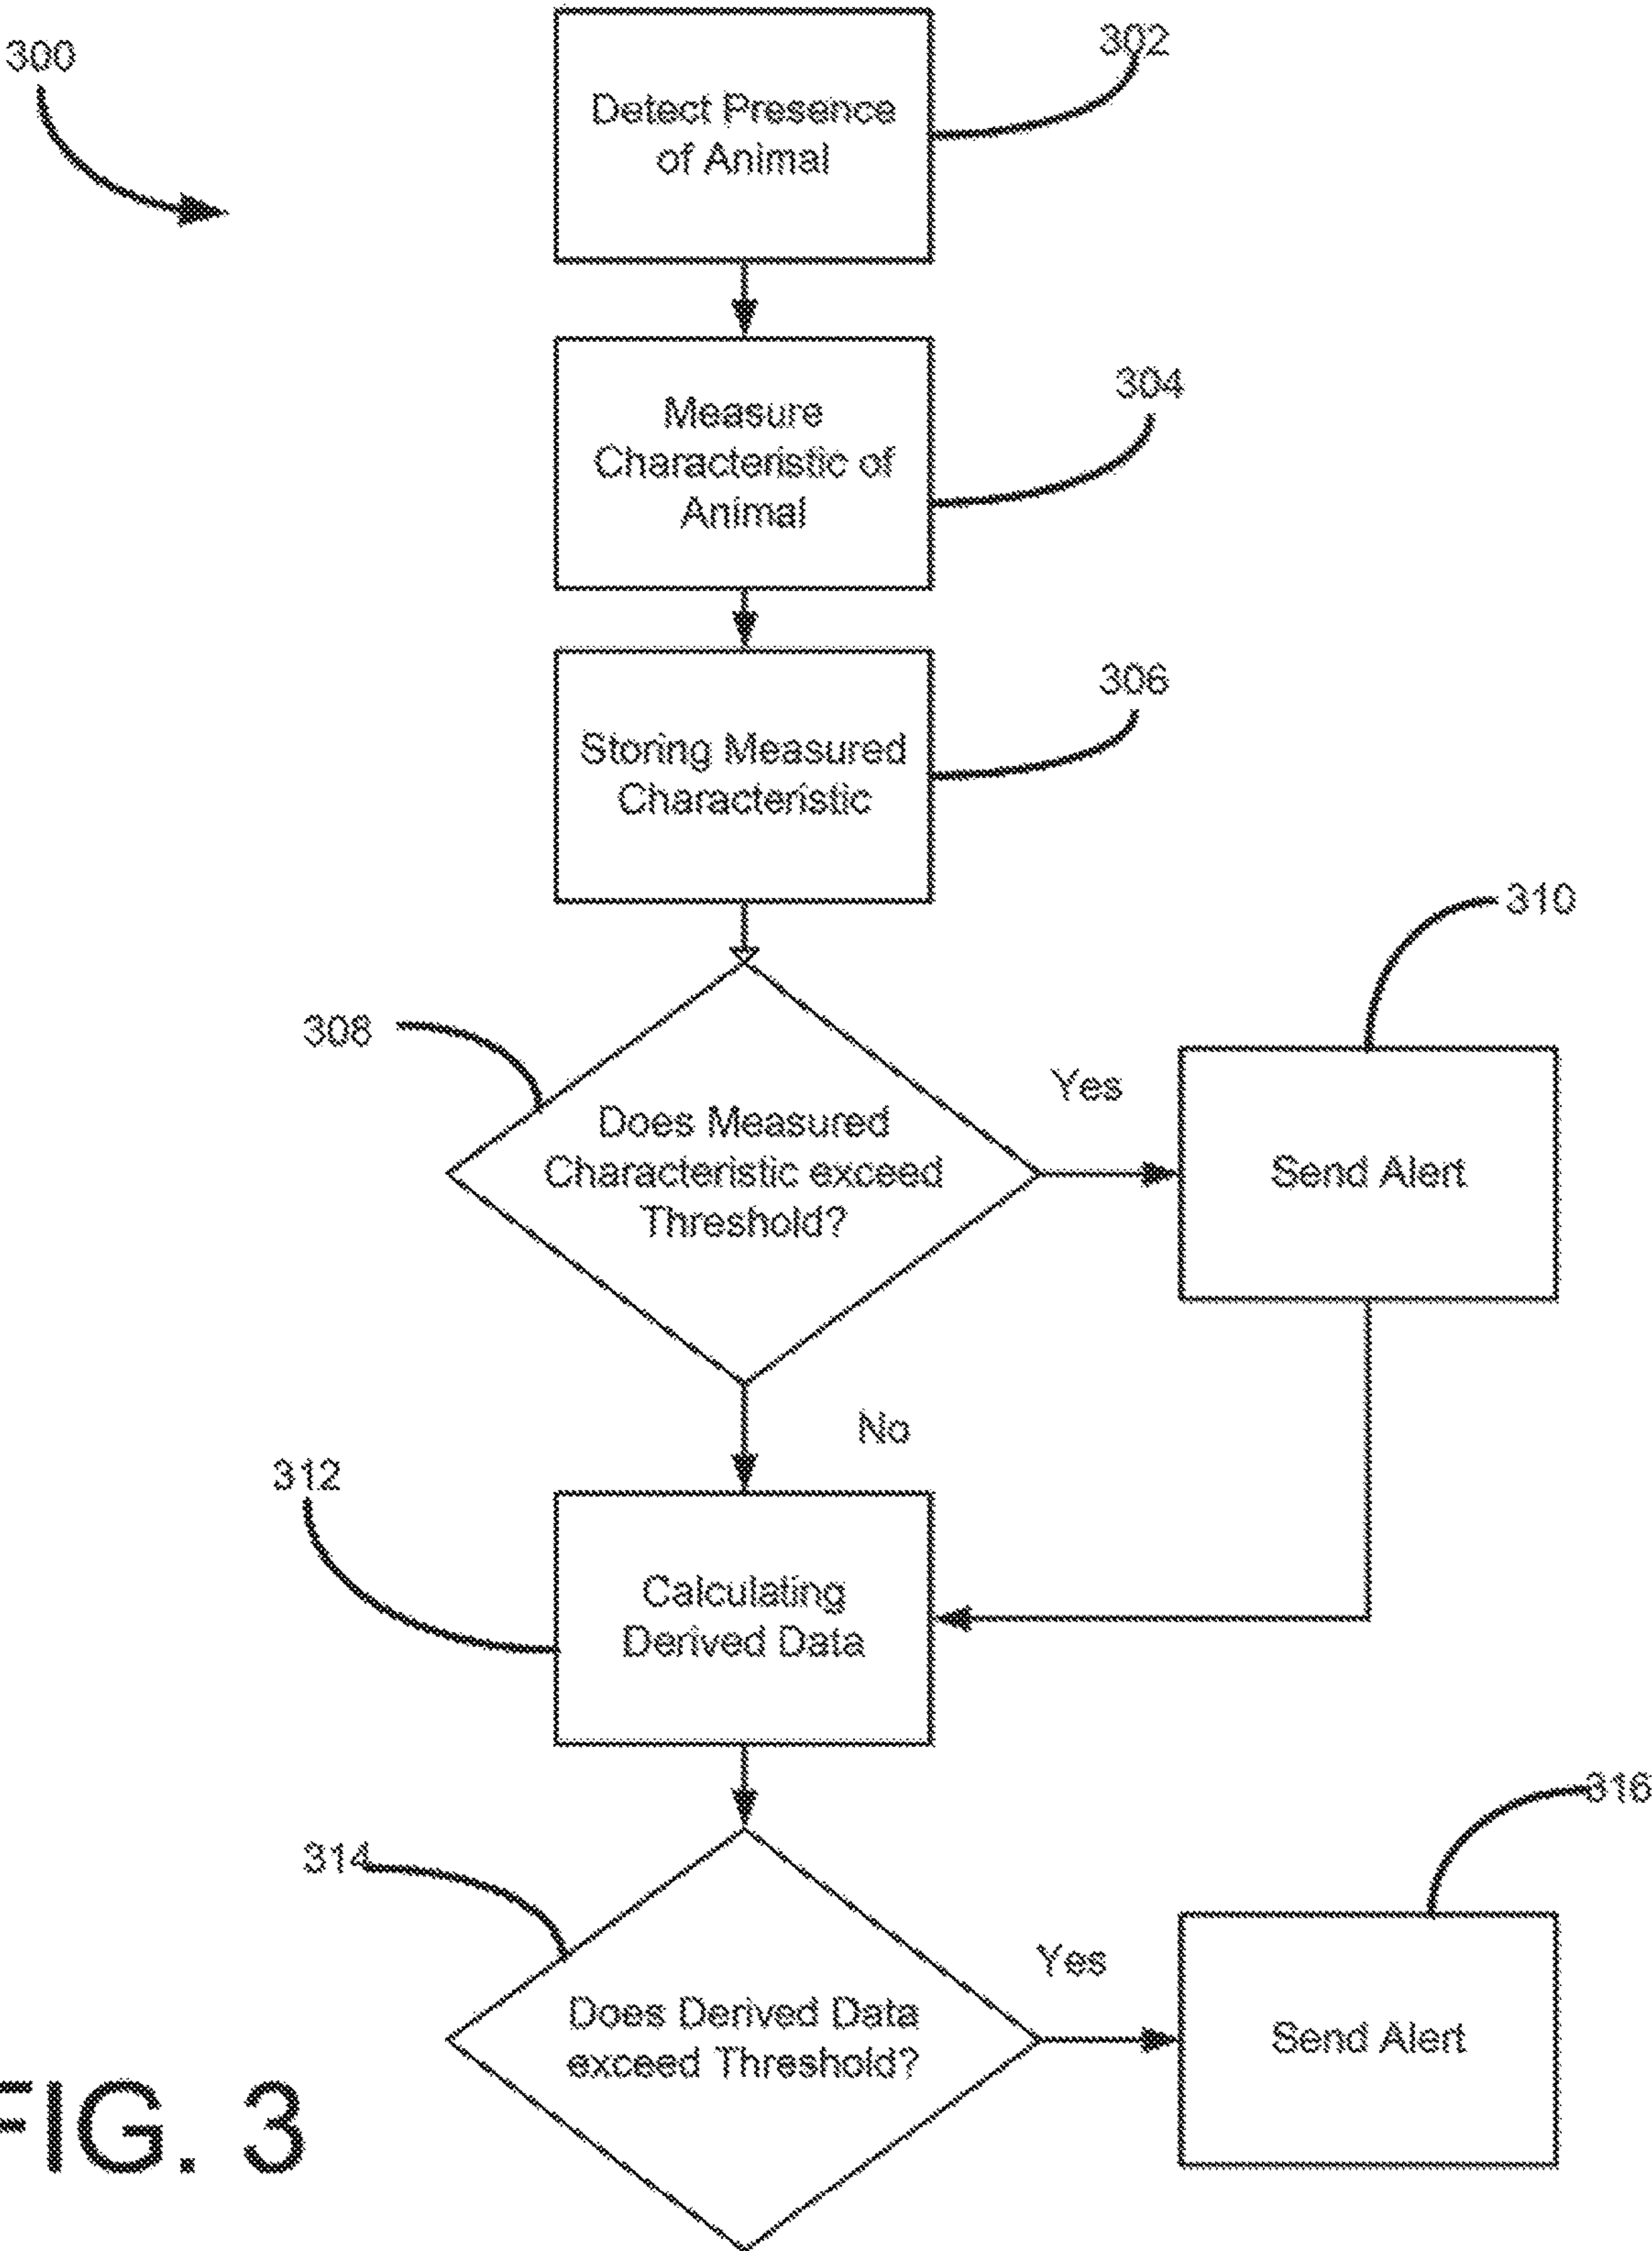 300
302
Detect Presence
of Animal
304
Measure
Characteristic of
Animal
306
Storing Measured
Characteristic
310
308
Yes
Does Measured
Characteristic exceed
Threshold?
Send Alert
No
312
Calculating
Derived Data
316
314
Yes
Does Derived Data
exceed Threshold?
Send Alert
FIG. 3